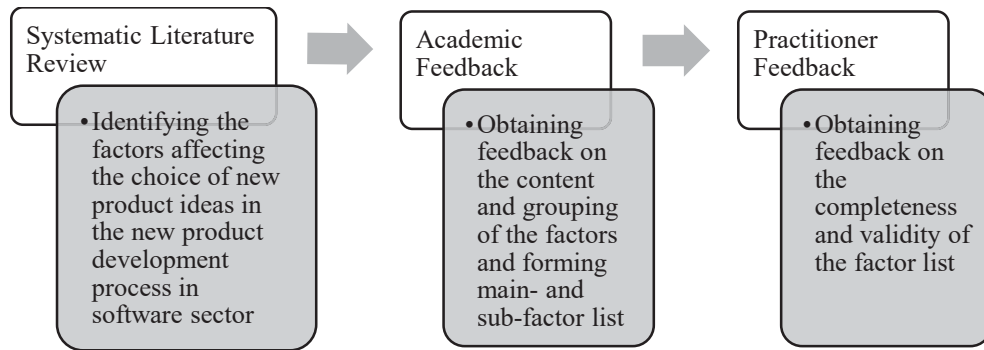 Systematic Literature
Review
•Identifying the
factors affecting
the choice of new
product ideas in
the new product
development
process in
software sector
Academic
Feedback
•Obtaining
feedback on
the content
and grouping
of the factors
and forming
main- and
sub-factor list
Practitioner
Feedback
•Obtaining
feedback on
the
completeness
and validity of
the factor list